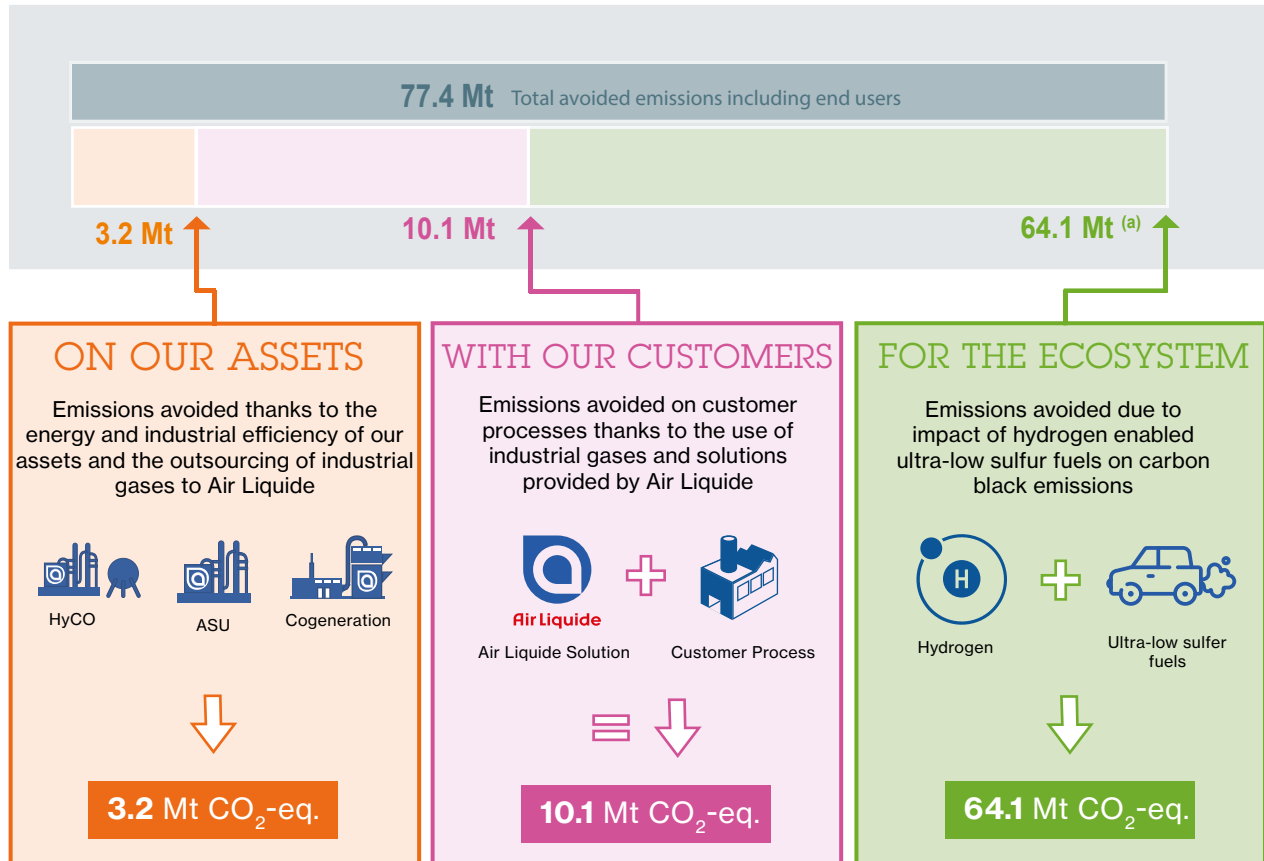 77.4 Mt Total avoided emissions including end users
3.2 Mt
10.1 Mt
64.1 Mt (a)
ON OUR ASSETS
Emissions avoided thanks to the
energy and industrial efficiency of our
assets and the outsourcing of industrial
gases to Air Liquide
HyCO
ASU
Cogeneration
3.2 Mt CO2-eq.
WITH OUR CUSTOMERS
Emissions avoided on customer
processes thanks to the use of
industrial gases and solutions
provided by Air Liquide
+
Air Liquide
Air Liquide Solution
Customer Process
=
10.1 Mt CO2-eq.
FOR THE ECOSYSTEM
Emissions avoided due to
impact of hydrogen enabled
ultra-low sulfur fuels on carbon
black emissions
H
+
Hydrogen
Ultra-low sulfer
fuels
64.1 Mt CO2-eq.